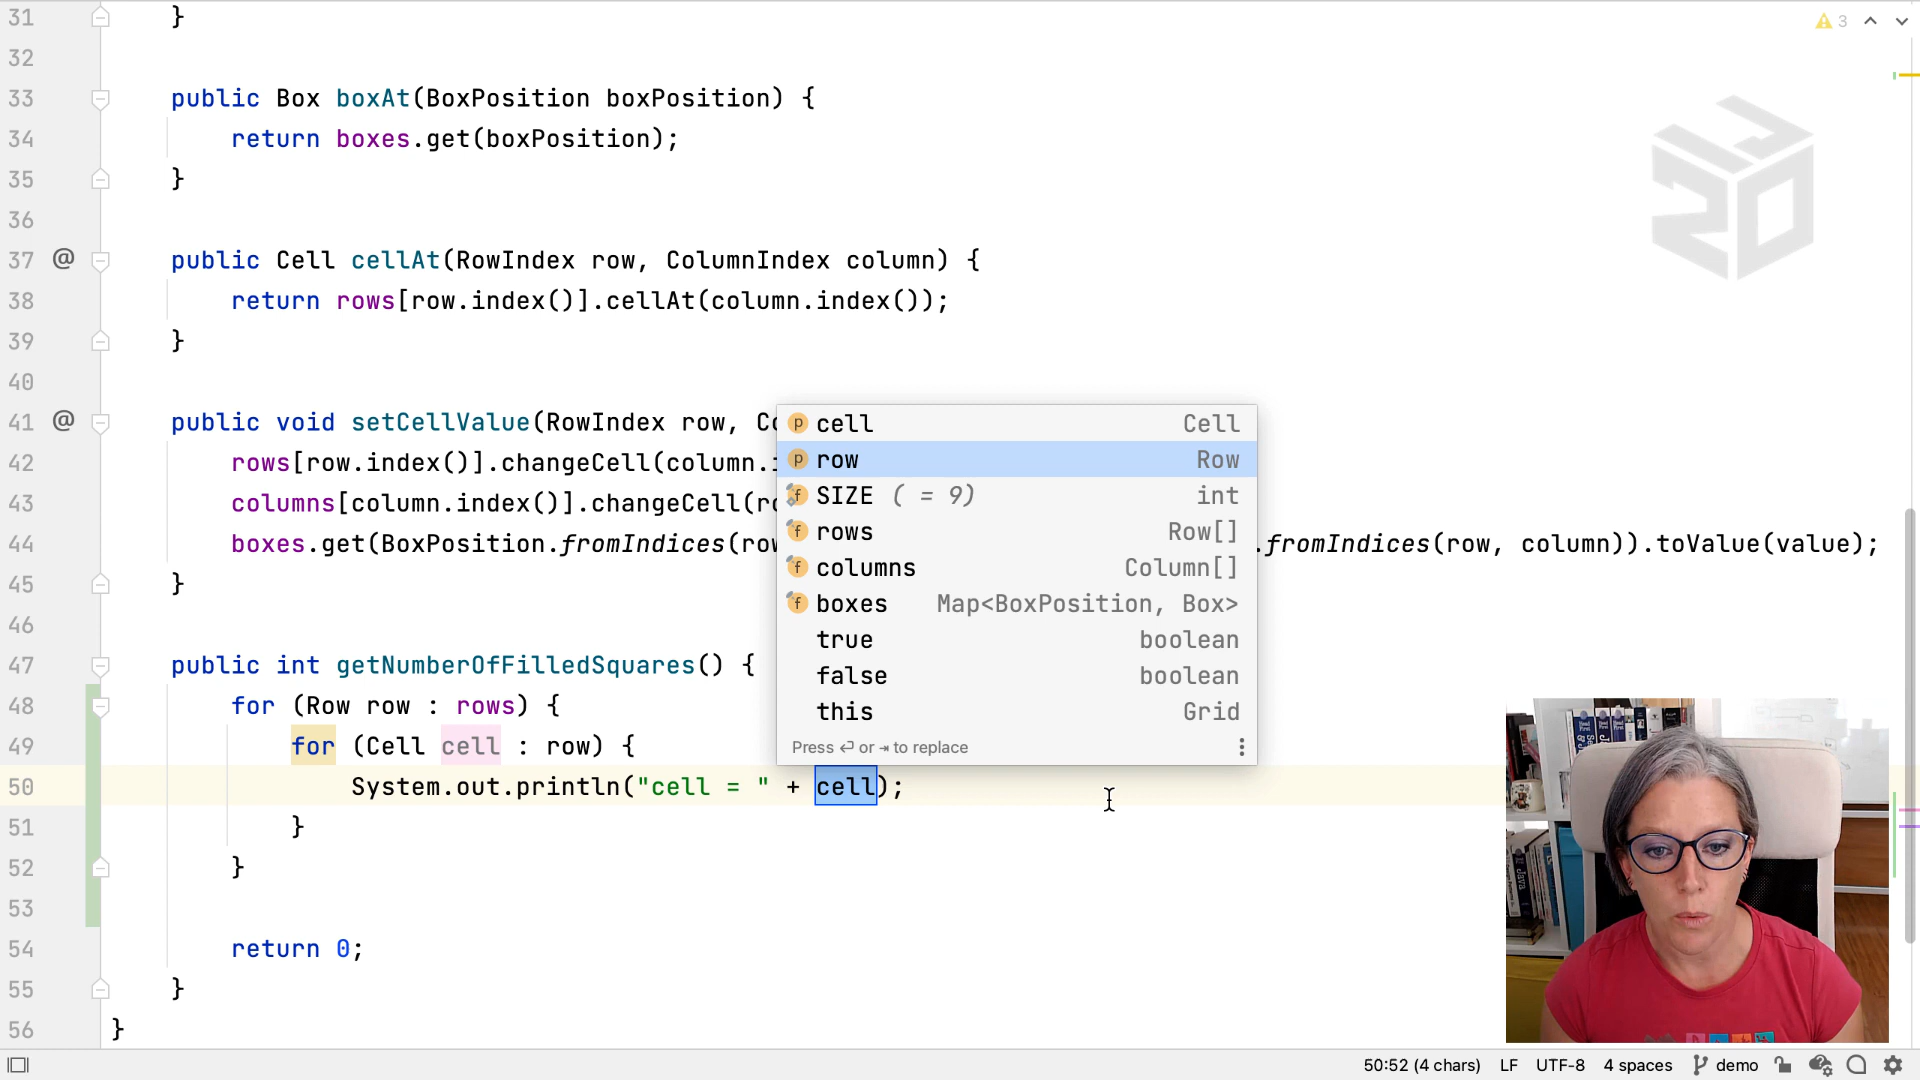 31 }
32
33 public Box boxAt(BoxPosition boxPosition) {
34 return boxes.get(boxPosition);
35 }
36
37 @ public Cell cellAt(RowIndex row, ColumnIndex column) {
38 return rows[row.index()].cellAt(column.index());
39 }
40
41 @ public void setCellValue(RowIndex row,
42 rows[row.index()].changeCell(column.
43 columns[column.index()].changeCell(
44 boxes.get(BoxPosition.fromIndices( .fromIndices(row, column)).toValue(value);
45 }
46
47 public int getNumberOfFilledSquares() {
48 for (Row row : rows) {
49 for (Cell cell : row) {
50 System.out.println("cell = " + cell);
51 }
52 }
53
54 return 0;
55 }
56 }
cell Cell
row Row
SIZE ( = 9) int
rows Row[]
columns Column[]
boxes Map<BoxPosition, Box>
true boolean
false boolean
this Grid
Press ⏎ or ⇥ to replace
3
IJ
20
50:52 (4 chars) LF UTF-8 4 spaces demo